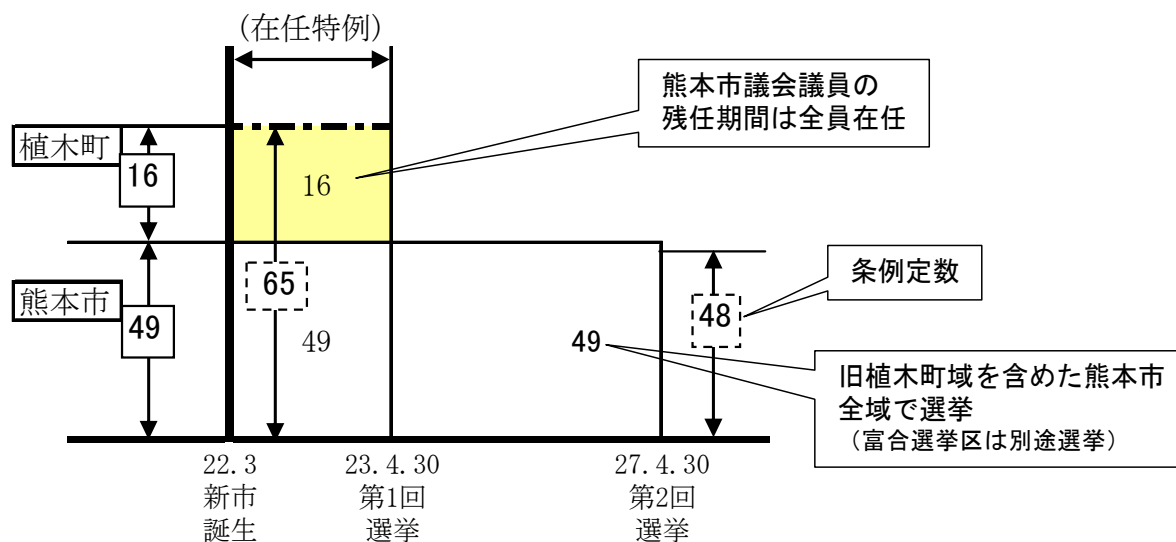 (在任特例)
熊本市議会議員の
残任期間は全員在任
植木町
16
16
65
条例定数
熊本市
49
49
49
48
旧植木町域を含めた熊本市
全域で選挙
（富合選挙区は別途選挙）
22.3
新市
誕生
23.4.30
第1回
選挙
27.4.30
第2回
選挙